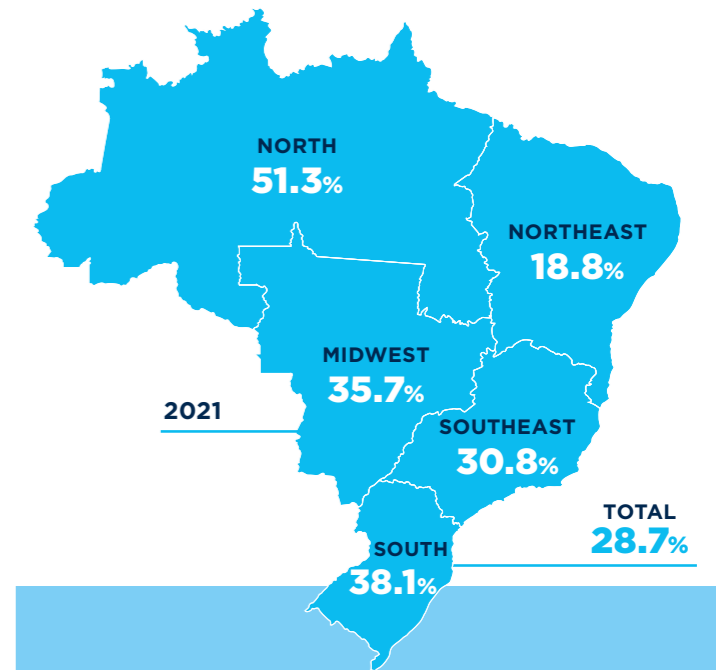 NORTH
51.3%
NORTHEAST
18.8%
MIDWEST
35.7%
2021
SOUTHEAST
30.8%
TOTAL
28.7%
SOUTH
38.1%